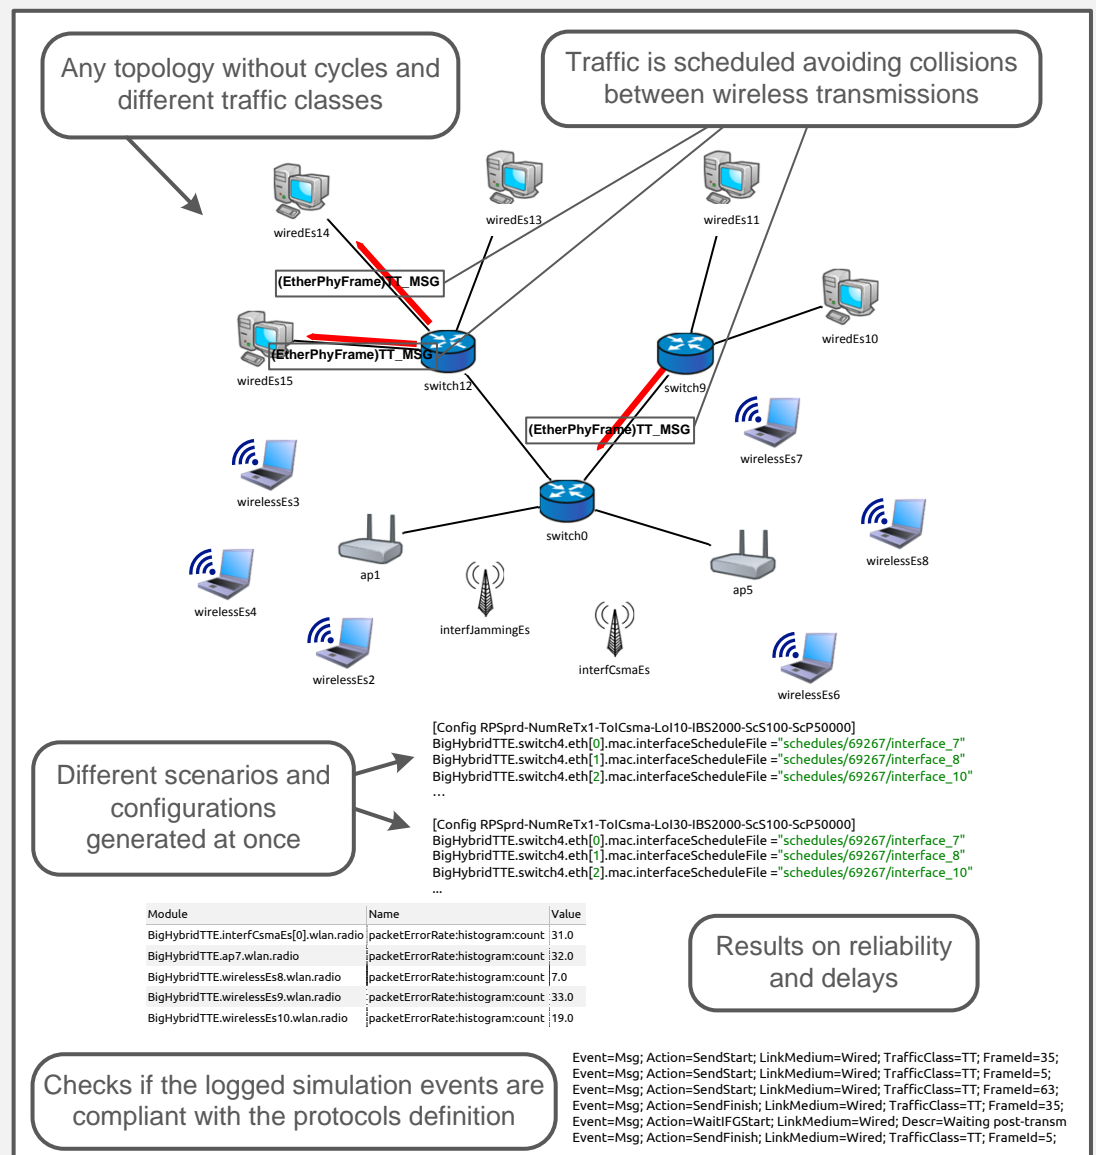 Any topology without cycles and
different traffic classes
Traffic is scheduled avoiding collisions
between wireless transmissions
wiredEs14
wiredEs13
wiredEs11
(EtherPhyFrame)TT_MSG
wiredEs10
(EtherPhyFrame)TT_MSG
wiredEs15
switch12
switch9
(EtherPhyFrame)TT_MSG
wirelessEs7
wirelessEs3
switch0
wirelessEs8
ap1
ap5
wirelessEs4
interfJammingEs
interfCsmaEs
wirelessEs2
wirelessEs6
Different scenarios and
configurations
generated at once
[Config RPSprd-NumReTx1-ToICsma-LoI10-IBS2000-ScS100-ScP50000]
BigHybridTTE.switch4.eth[0].mac.interfaceScheduleFile ="schedules/69267/interface_7"
BigHybridTTE.switch4.eth[1].mac.interfaceScheduleFile ="schedules/69267/interface_8"
BigHybridTTE.switch4.eth[2].mac.interfaceScheduleFile ="schedules/69267/interface_10"
…
[Config RPSprd-NumReTx1-ToICsma-LoI30-IBS2000-ScS100-ScP50000]
BigHybridTTE.switch4.eth[0].mac.interfaceScheduleFile ="schedules/69267/interface_7"
BigHybridTTE.switch4.eth[1].mac.interfaceScheduleFile ="schedules/69267/interface_8"
BigHybridTTE.switch4.eth[2].mac.interfaceScheduleFile ="schedules/69267/interface_10"
...
Module Name Value
BigHybridTTE.interfCsmaEs[0].wlan.radio packetErrorRate:histogram:count 31.0
BigHybridTTE.ap7.wlan.radio packetErrorRate:histogram:count 32.0
BigHybridTTE.wirelessEs8.wlan.radio packetErrorRate:histogram:count 7.0
BigHybridTTE.wirelessEs9.wlan.radio packetErrorRate:histogram:count 33.0
BigHybridTTE.wirelessEs10.wlan.radio packetErrorRate:histogram:count 19.0
Results on reliability
and delays
Checks if the logged simulation events are
compliant with the protocols definition
Event=Msg; Action=SendStart; LinkMedium=Wired; TrafficClass=TT; FrameId=35;
Event=Msg; Action=SendStart; LinkMedium=Wired; TrafficClass=TT; FrameId=5;
Event=Msg; Action=SendStart; LinkMedium=Wired; TrafficClass=TT; FrameId=63;
Event=Msg; Action=SendFinish; LinkMedium=Wired; TrafficClass=TT; FrameId=35;
Event=Msg; Action=WaitIFGStart; LinkMedium=Wired; Descr=Waiting post-transm
Event=Msg; Action=SendFinish; LinkMedium=Wired; TrafficClass=TT; FrameId=5;